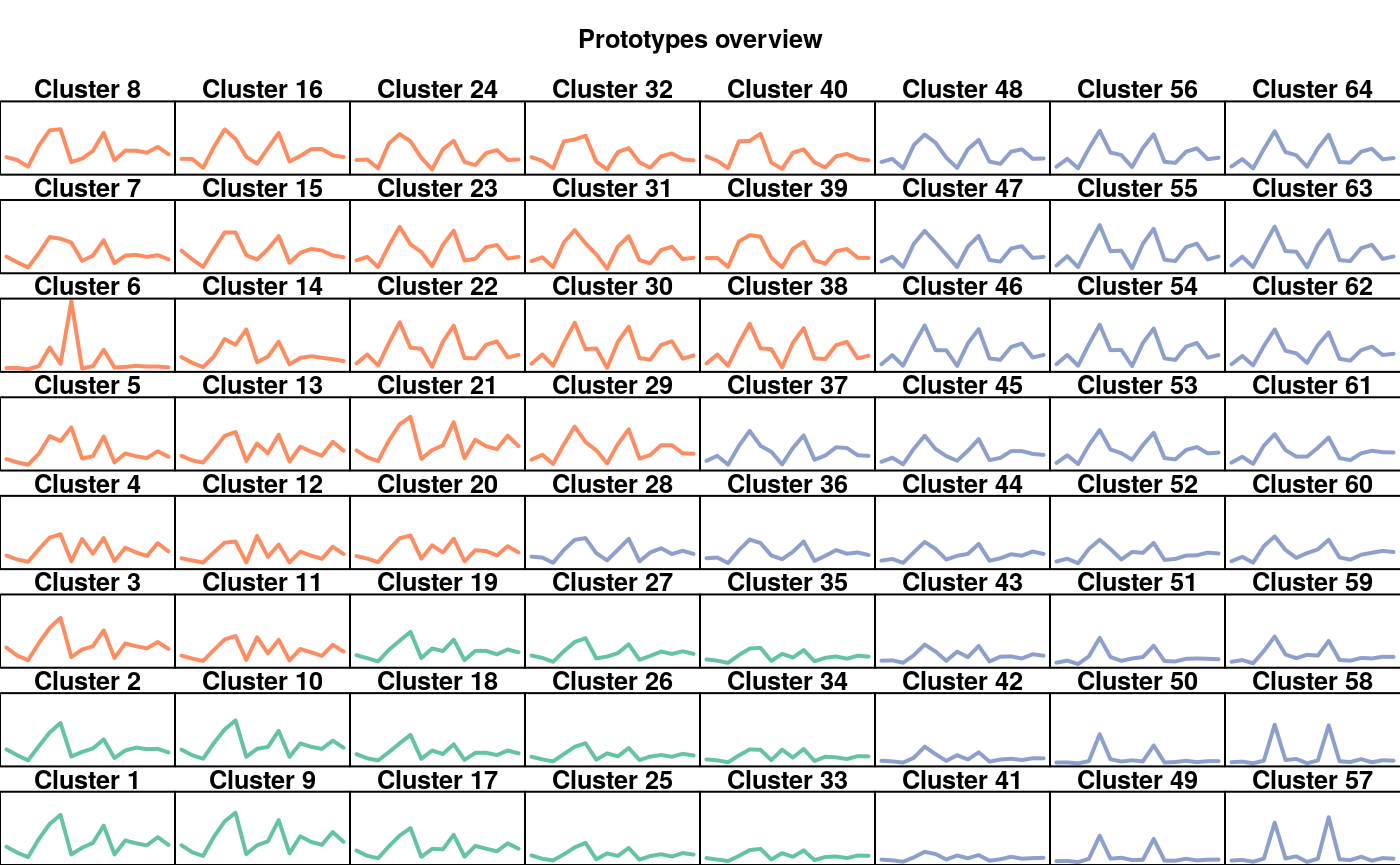 Prototypes overview
Cluster 8 Cluster 16 Cluster 24 Cluster 32 Cluster 40 Cluster 48 Cluster 56 Cluster 64
Cluster 7 Cluster 15 Cluster 23 Cluster 31 Cluster 39 Cluster 47 Cluster 55 Cluster 63
Cluster 6 Cluster 14 Cluster 22 Cluster 30 Cluster 38 Cluster 46 Cluster 54 Cluster 62
Cluster 5 Cluster 13 Cluster 21 Cluster 29 Cluster 37 Cluster 45 Cluster 53 Cluster 61
Cluster 4 Cluster 12 Cluster 20 Cluster 28 Cluster 36 Cluster 44 Cluster 52 Cluster 60
Cluster 3 Cluster 11 Cluster 19 Cluster 27 Cluster 35 Cluster 43 Cluster 51 Cluster 59
Cluster 2 Cluster 10 Cluster 18 Cluster 26 Cluster 34 Cluster 42 Cluster 50 Cluster 58
Cluster 1 Cluster 9 Cluster 17 Cluster 25 Cluster 33 Cluster 41 Cluster 49 Cluster 57